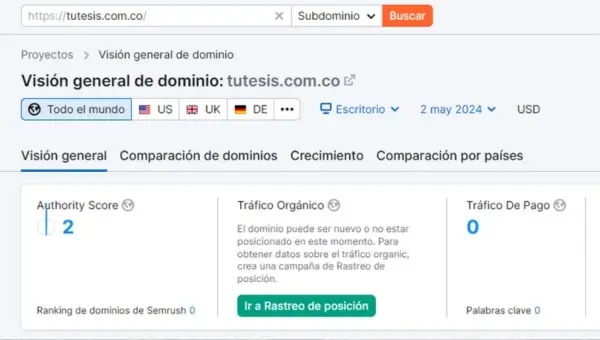 https://tutesis.com.co/ × Subdominio Buscar
Proyectos > Visión general de dominio
Visión general de dominio: tutesis.com.co
Todo el mundo US UK DE ••• Escritorio 2 may 2024 USD
Visión general Comparación de dominios Crecimiento Comparación por países
Authority Score
2
Ranking de dominios de Semrush 0
Tráfico Orgánico
El dominio puede ser nuevo o no estar
posicionado en este momento. Para
obtener datos sobre el tráfico organic,
crea una campaña de Rastreo de
posición.
Ir a Rastreo de posición
Tráfico De Pago
0
Palabras clave 0